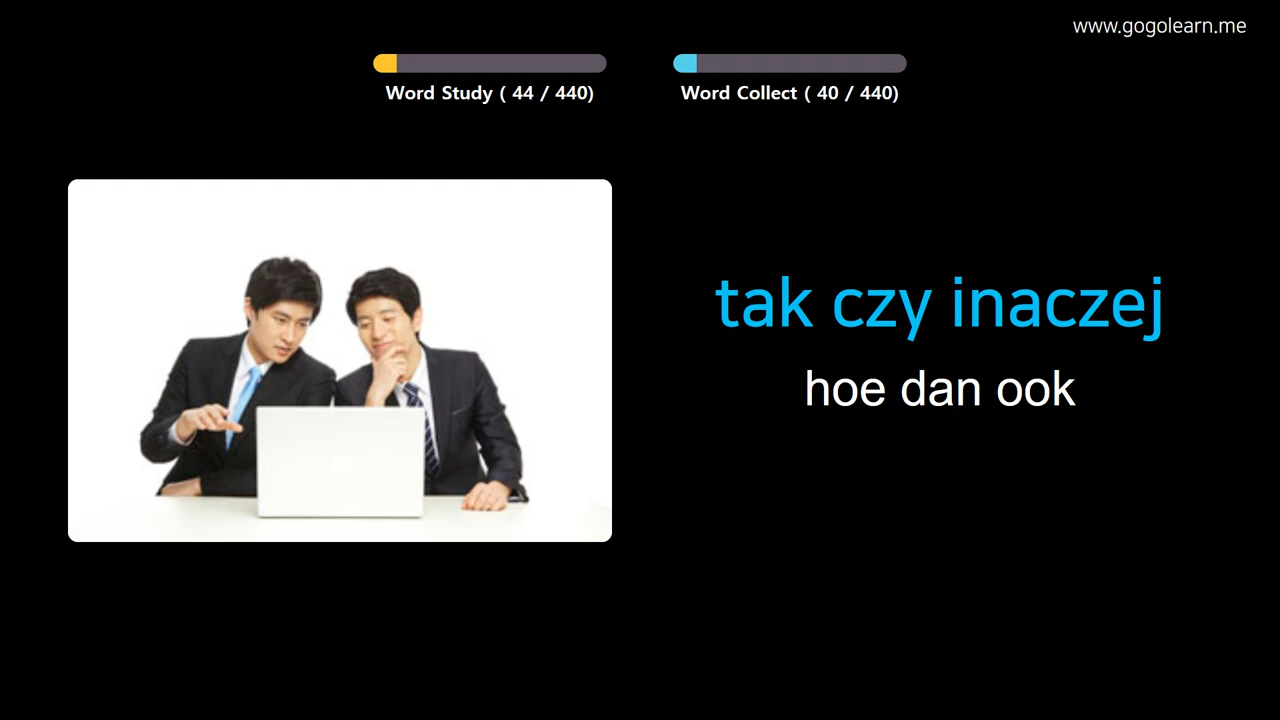 www.gogolearn.me
Word Study ( 44 / 440)
Word Collect ( 40 / 440)
tak czy inaczej
hoe dan ook